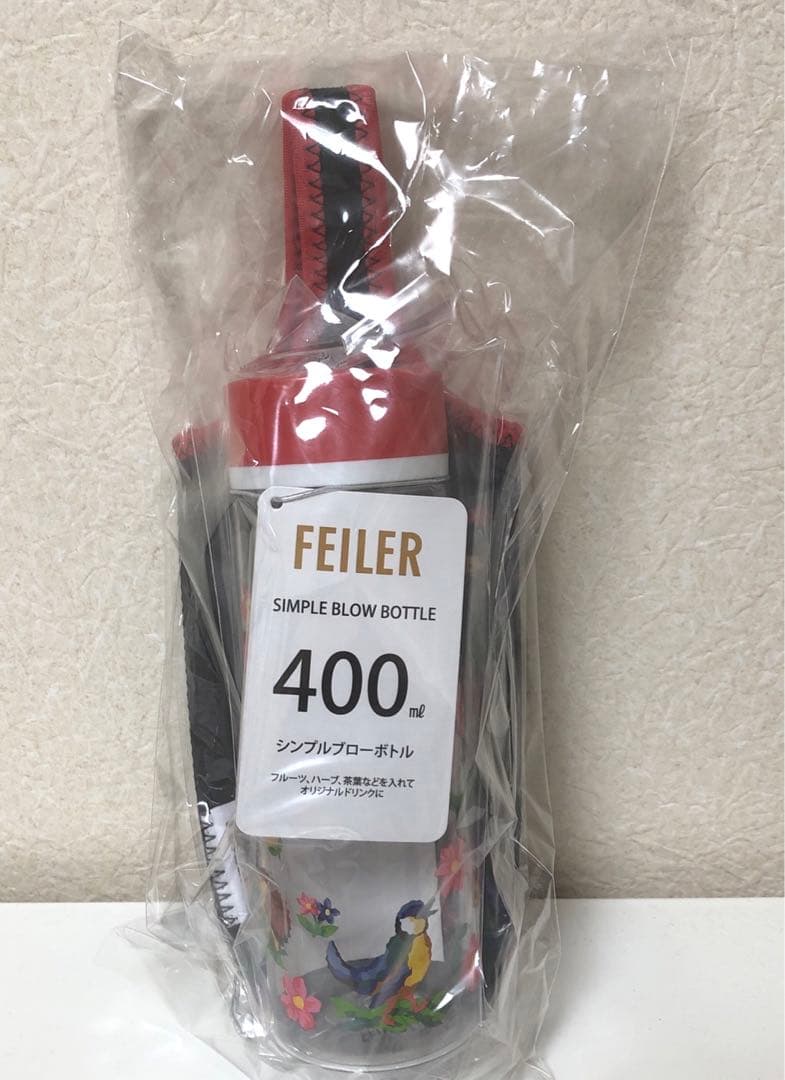 FEILER
SIMPLE BLOW BOTTLE
400㎖
シンプルブローボトル
フルーツ、ハーブ、茶葉などを入れて
オリジナルドリンクに